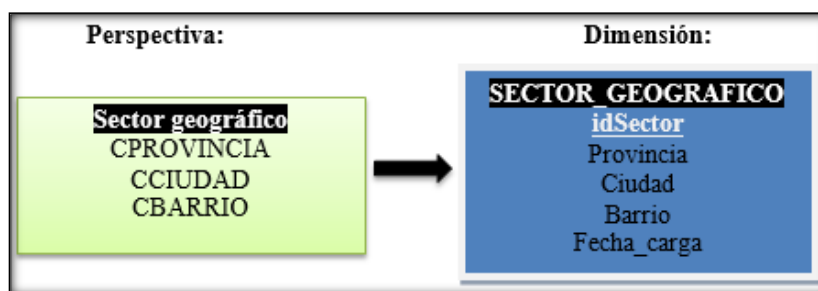 Perspectiva:
Dimensión:
Sector geográfico
CPROVINCIA
CCIUDAD
CBARRIO
SECTOR_GEOGRAFICO
idSector
Provincia
Ciudad
Barrio
Fecha_carga